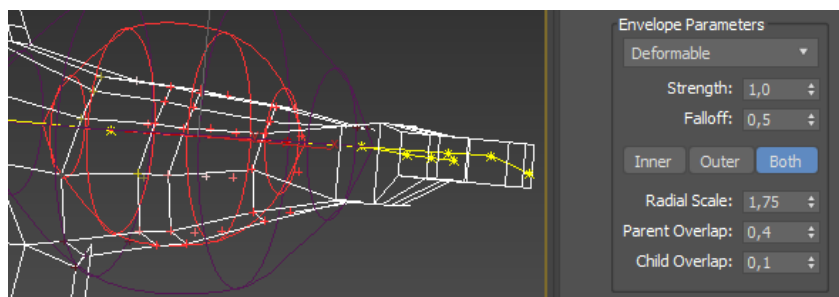 Envelope Parameters
Deformable
Strength: 1,0
Falloff: 0,5
Inner Outer Both
Radial Scale: 1,75
Parent Overlap: 0,4
Child Overlap: 0,1